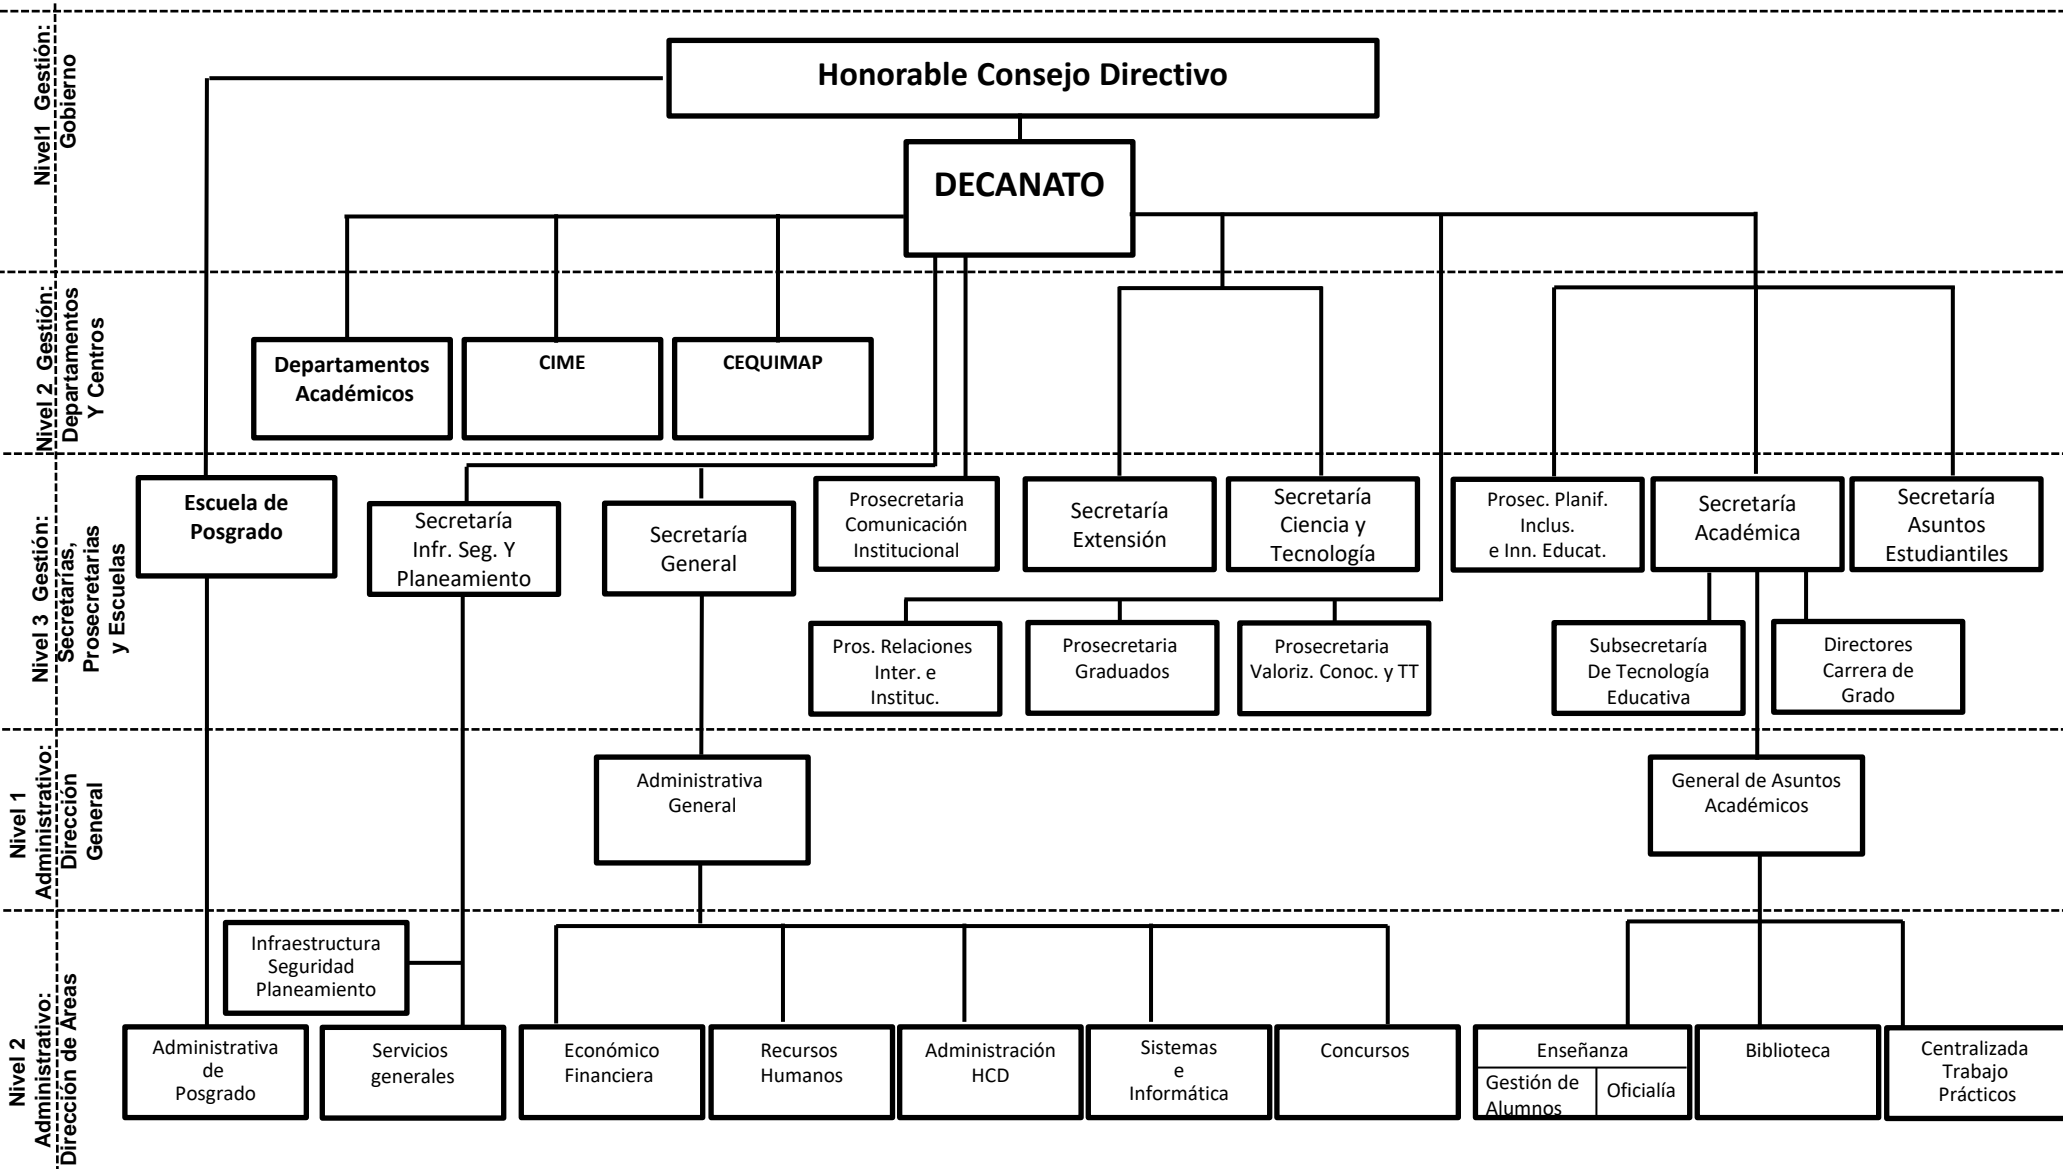 Nivel1 Gestión:
Gobierno
Honorable Consejo Directivo
DECANATO
Nivel 2 Gestión:
Departamentos
Y Centros
Departamentos
Académicos
CIME
CEQUIMAP
Nivel 3 Gestión:
Secretarias,
Prosecretarias
y Escuelas
Escuela de
Posgrado
Secretaría
Infr. Seg. Y
Planeamiento
Secretaría
General
Prosecretaria
Comunicación
Institucional
Secretaría
Extensión
Secretaría
Ciencia y
Tecnología
Prosec. Planif.
Inclus.
e Inn. Educat.
Secretaría
Académica
Secretaría
Asuntos
Estudiantiles
Pros. Relaciones
Inter. e
Instituc.
Prosecretaria
Graduados
Prosecretaria
Valoriz. Conoc. y TT
Subsecretaría
De Tecnología
Educativa
Directores
Carrera de
Grado
Nivel 1
Administrativo:
Dirección
General
Administrativa
General
General de Asuntos
Académicos
Nivel 2
Administrativo:
Dirección de Áreas
Infraestructura
Seguridad
Planeamiento
Administrativa
de
Posgrado
Servicios
generales
Económico
Financiera
Recursos
Humanos
Administración
HCD
Sistemas
e
Informática
Concursos
Enseñanza
Gestión de
Alumnos
Oficialía
Biblioteca
Centralizada
Trabajo
Prácticos